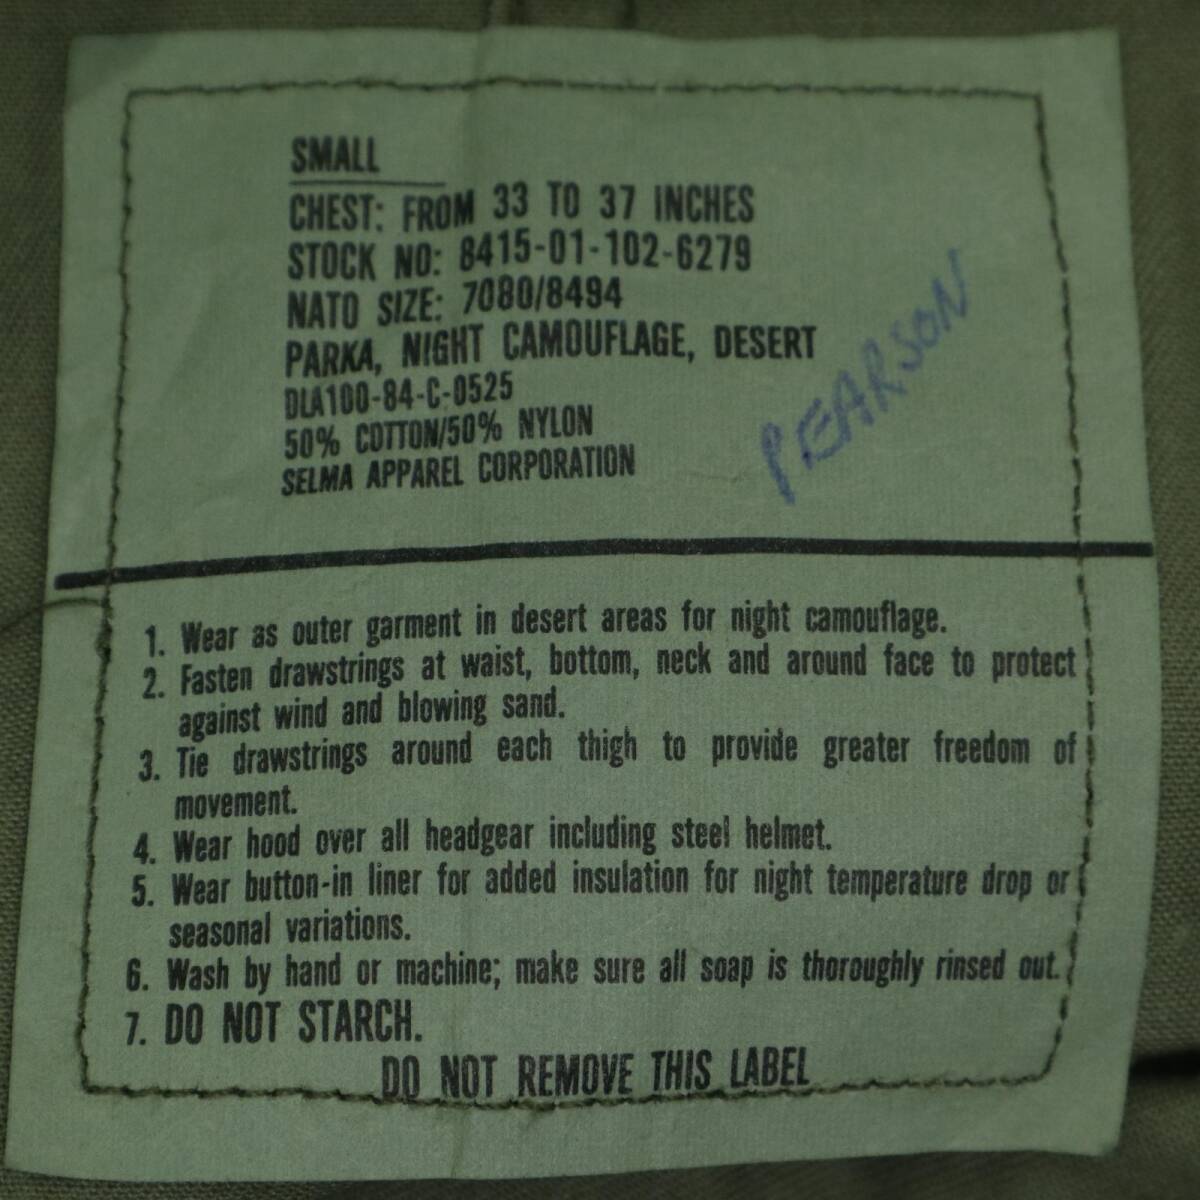 SMALL
CHEST: FROM 33 TO 37 INCHES
STOCK NO: 8415-01-102-6279
NATO SIZE: 7080/8494
PARKA, NIGHT CAMOUFLAGE, DESERT
DLA100-84-C-0525
50% COTTON/50% NYLON
SELMA APPAREL CORPORATION
PEARSON
1. Wear as outer garment in desert areas for night camouflage.
2. Fasten drawstrings at waist, bottom, neck and around face to protect
against wind and blowing sand.
3. Tie drawstrings around each thigh to provide greater freedom of
movement.
4. Wear hood over all headgear including steel helmet.
5. Wear button-in liner for added insulation for night temperature drop or
seasonal variations.
6. Wash by hand or machine; make sure all soap is thoroughly rinsed out.
7. DO NOT STARCH.
DO NOT REMOVE THIS LABEL